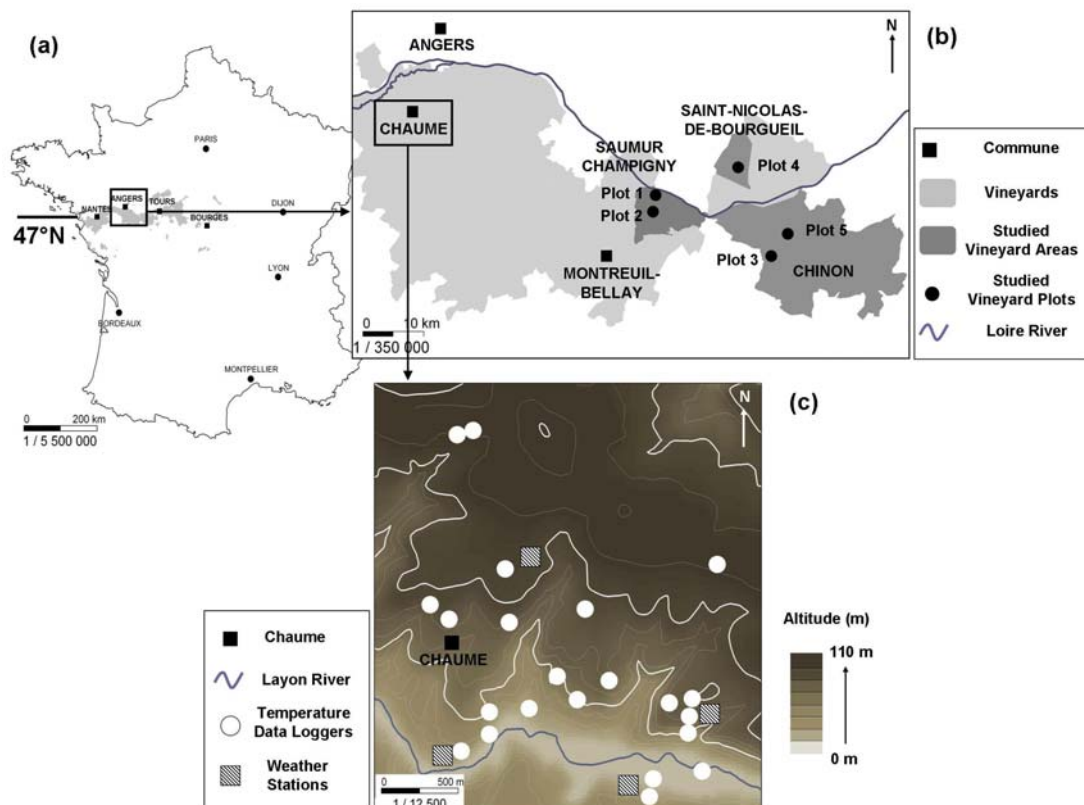 (a)
PARIS
ANGERS
NANTES
TOURS
BOURGES
DIJON
47°N
LYON
BORDEAUX
MONTPELLIER
0 200 km
1 / 5 500 000
(b)
N
ANGERS
CHAUME
SAINT-NICOLAS-
DE-BOURGUEIL
Plot 4
SAUMUR
CHAMPIGNY
Plot 1
Plot 2
Plot 5
Plot 3
CHINON
MONTREUIL-
BELLAY
0 10 km
1 / 350 000
Commune
Vineyards
Studied
Vineyard Areas
Studied
Vineyard Plots
Loire River
(c)
N
CHAUME
0 500 m
1 / 12 500
Chaume
Layon River
Temperature
Data Loggers
Weather
Stations
Altitude (m)
110 m
0 m